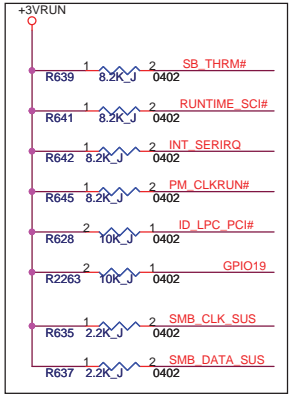 +3VRUN
1 2 SB_THRM#
R639 8.2K_J 0402
1 2 RUNTIME_SCI#
R641 8.2K_J 0402
1 2 INT_SERIRQ
R642 8.2K_J 0402
1 2 PM_CLKRUN#
R645 8.2K_J 0402
2 1 ID_LPC_PCI#
R628 10K_J 0402
2 1 GPIO19
R2263 10K_J 0402
1 2 SMB_CLK_SUS
R635 2.2K_J 0402
1 2 SMB_DATA_SUS
R637 2.2K_J 0402